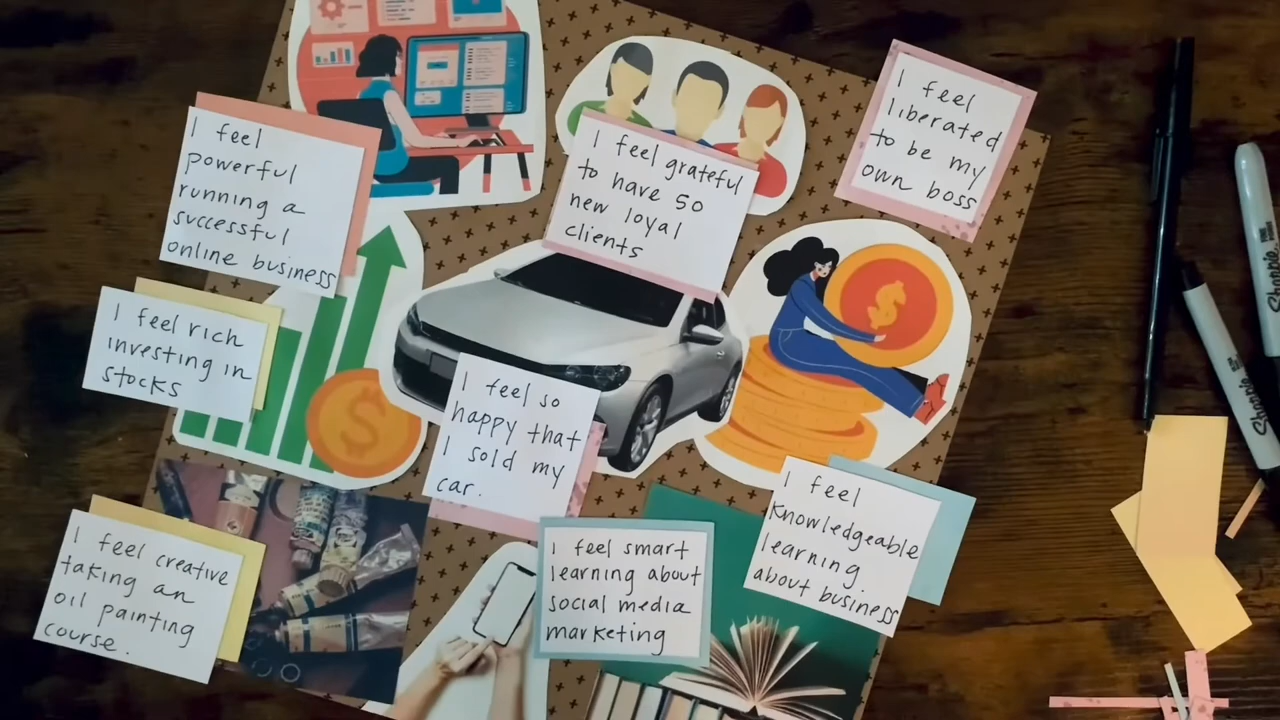 I feel
powerful
running a
successful
online business
I feel grateful
to have 50
new loyal
clients
I feel
liberated
to be my
own boss
I feel rich
investing in
stocks
I feel so
happy that
I sold my
car.
I feel creative
taking an
oil painting
course.
I feel smart
learning about
social media
marketing
I feel
knowledgeable
learning
about business
$
$
Sharpie
Sharpie